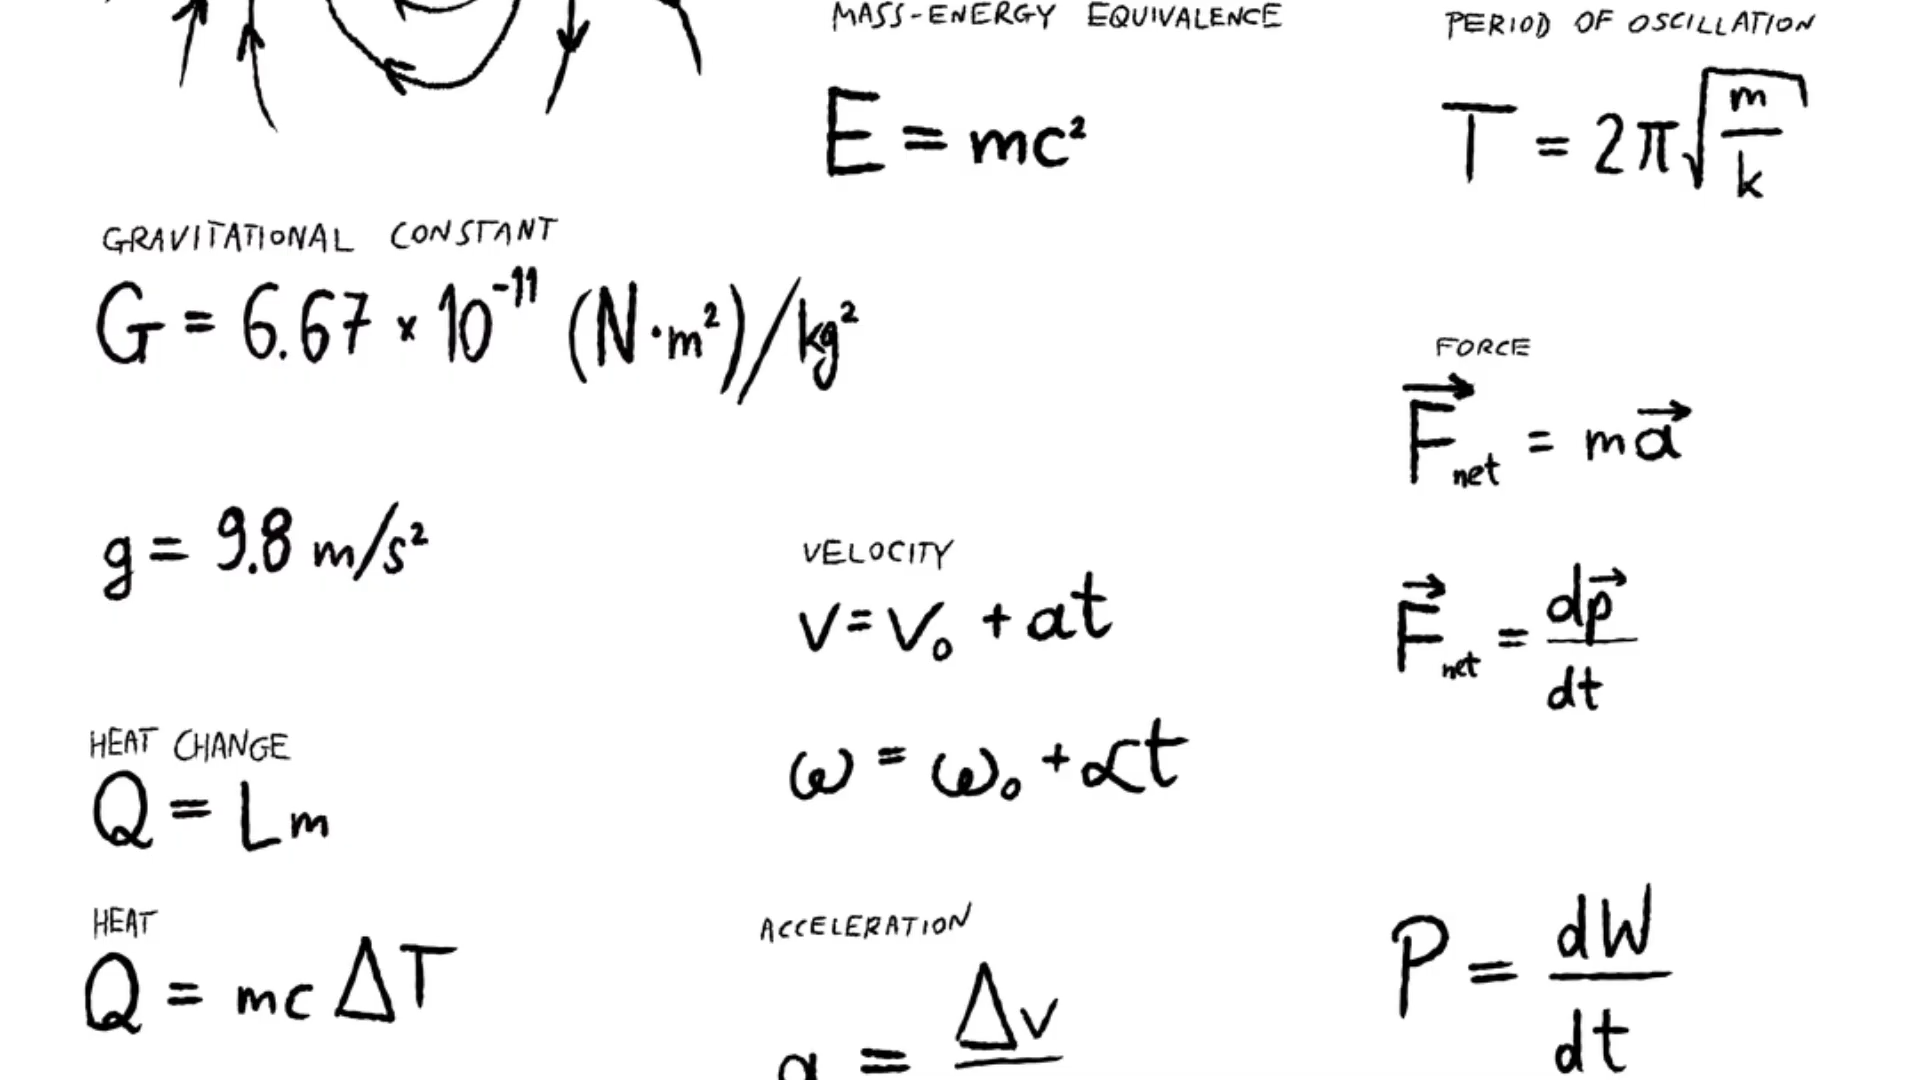 MASS-ENERGY EQUIVALENCE
E = mc²
PERIOD OF OSCILLATION
T = 2π√(m/k)
GRAVITATIONAL CONSTANT
G = 6.67 × 10⁻¹¹ (N·m²)/kg²
g = 9.8 m/s²
FORCE
F⃗net = ma⃗
F⃗net = dp⃗/dt
VELOCITY
v = v₀ + at
ω = ω₀ + αt
HEAT CHANGE
Q = Lm
HEAT
Q = mcΔT
ACCELERATION
a = Δv
P = dW/dt